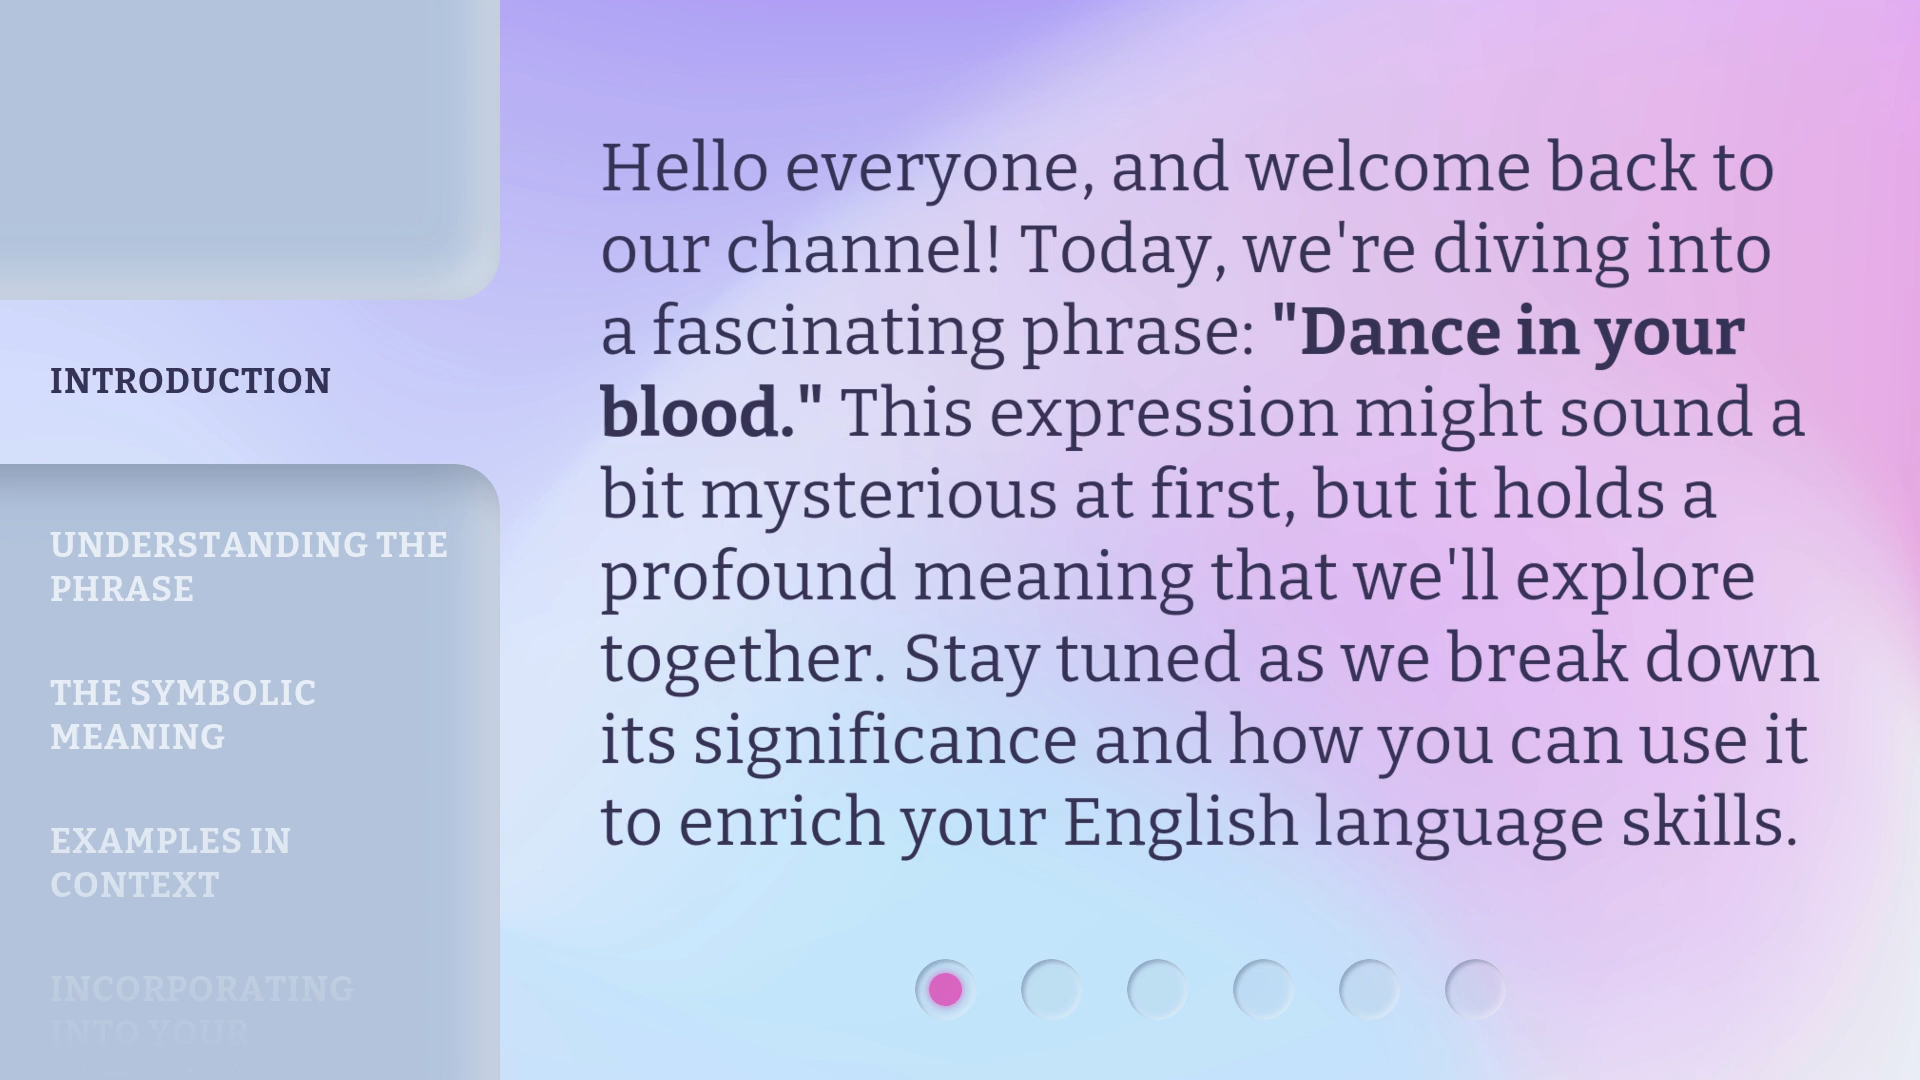 INTRODUCTION
UNDERSTANDING THE
PHRASE
THE SYMBOLIC
MEANING
EXAMPLES IN
CONTEXT
INCORPORATING
INTO YOUR
Hello everyone, and welcome back to
our channel! Today, we're diving into
a fascinating phrase: "Dance in your
blood." This expression might sound a
bit mysterious at first, but it holds a
profound meaning that we'll explore
together. Stay tuned as we break down
its significance and how you can use it
to enrich your English language skills.